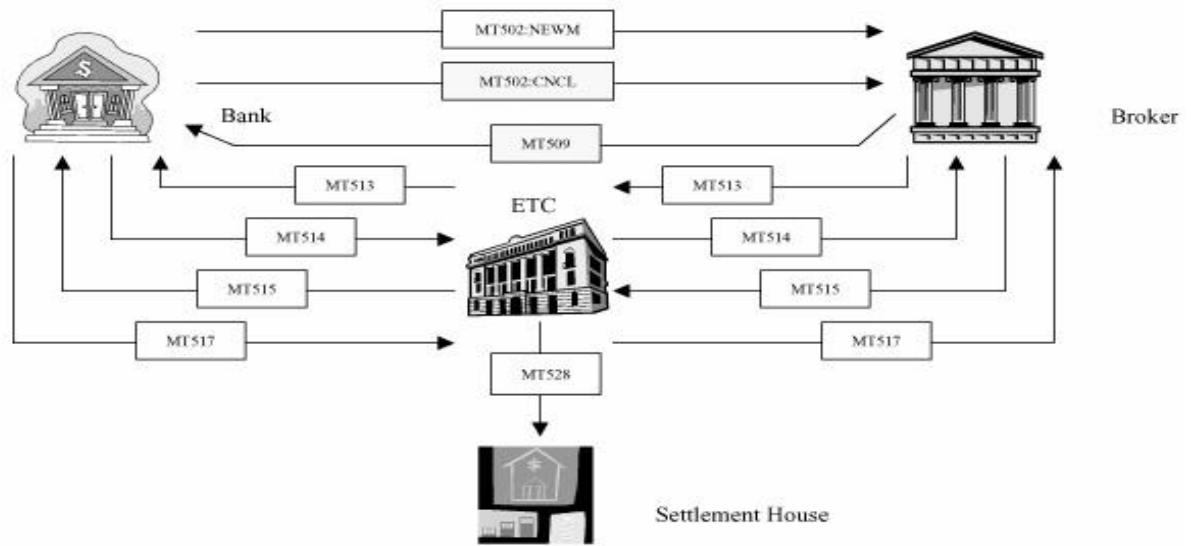 MT502:NEWM
MT502:CNCL
Bank
Broker
MT509
MT513
MT513
ETC
MT514
MT514
MT515
MT515
MT517
MT517
MT528
Settlement House